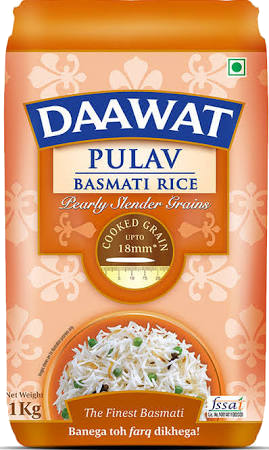 DAAWAT
PULAV
BASMATI RICE
Pearly Slender Grains
COOKED GRAIN
UPTO
18mm*
Net Weight
1Kg
The Finest Basmati
fssai
Banega toh farq dikhega!